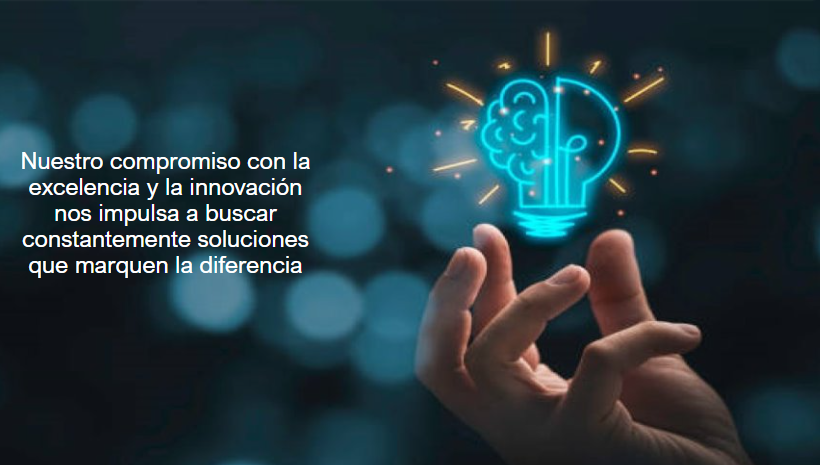 Nuestro compromiso con la
excelencia y la innovación
nos impulsa a buscar
constantemente soluciones
que marquen la diferencia